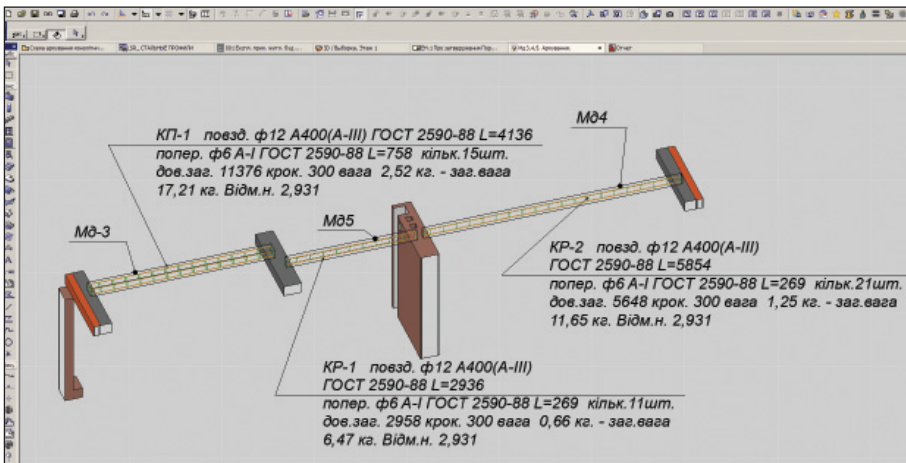 КП-1 повзд. ф12 А400(А-III) ГОСТ 2590-88 L=4136
попер. ф6 А-I ГОСТ 2590-88 L=758 кільк.15шт.
дов.заг. 11376 крок. 300 вага 2,52 кг. - заг.вага
17,21 кг. Відм.н. 2,931
Мд4
Мд-3
Мд5
КР-2 повзд. ф12 А400(А-III)
ГОСТ 2590-88 L=5854
попер. ф6 А-I ГОСТ 2590-88 L=269 кільк.21шт.
дов.заг. 5648 крок. 300 вага 1,25 кг. - заг.вага
11,65 кг. Відм.н. 2,931
КР-1 повзд. ф12 А400(А-III)
ГОСТ 2590-88 L=2936
попер. ф6 А-I ГОСТ 2590-88 L=269 кільк.11шт.
дов.заг. 2958 крок. 300 вага 0,66 кг. - заг.вага
6,47 кг. Відм.н. 2,931